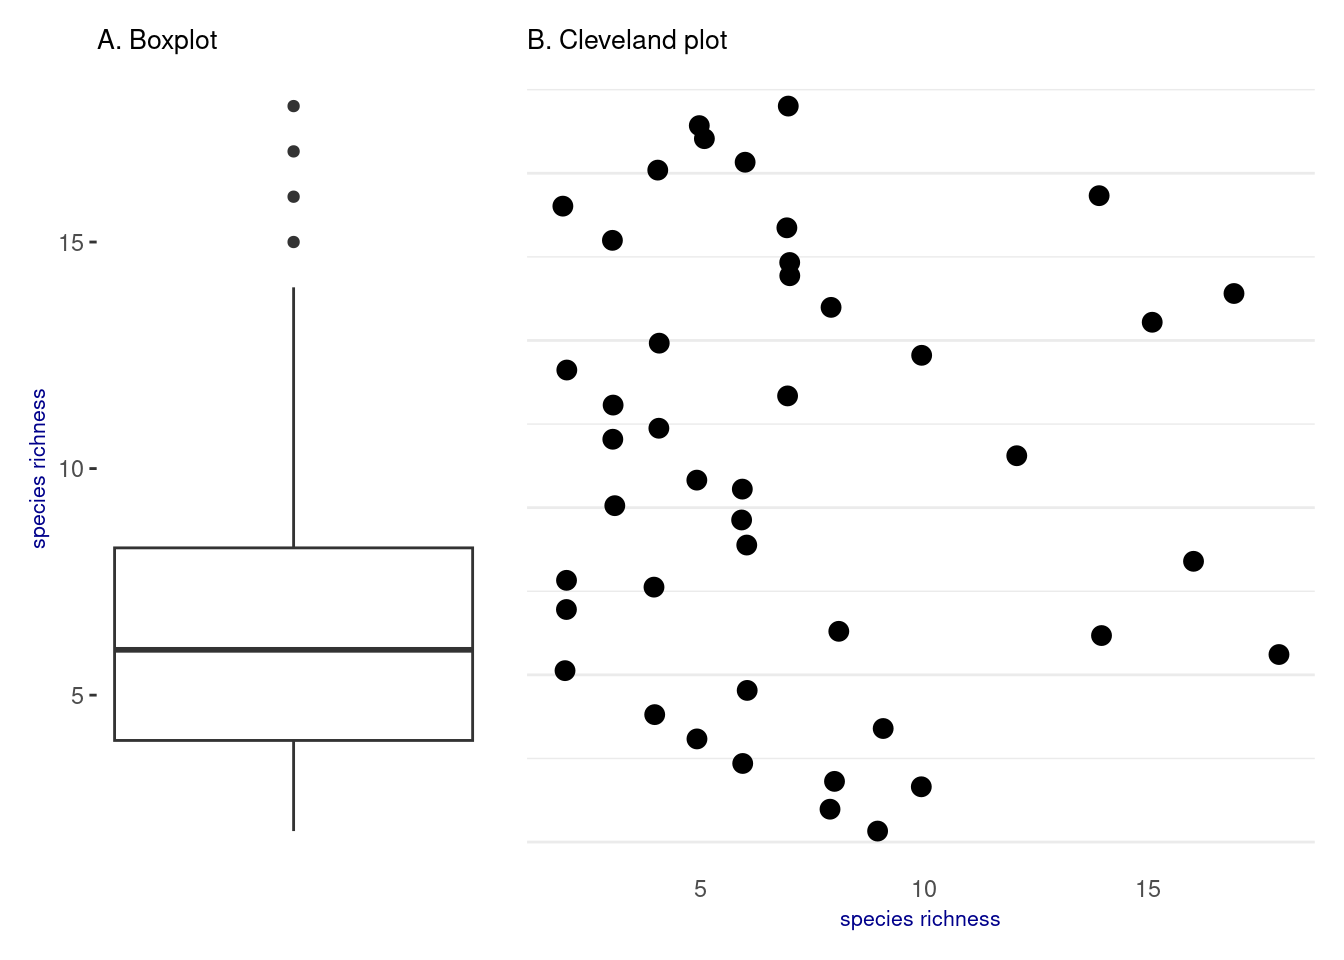 A. Boxplot
species richness
15
10
5
B. Cleveland plot
5 10 15
species richness